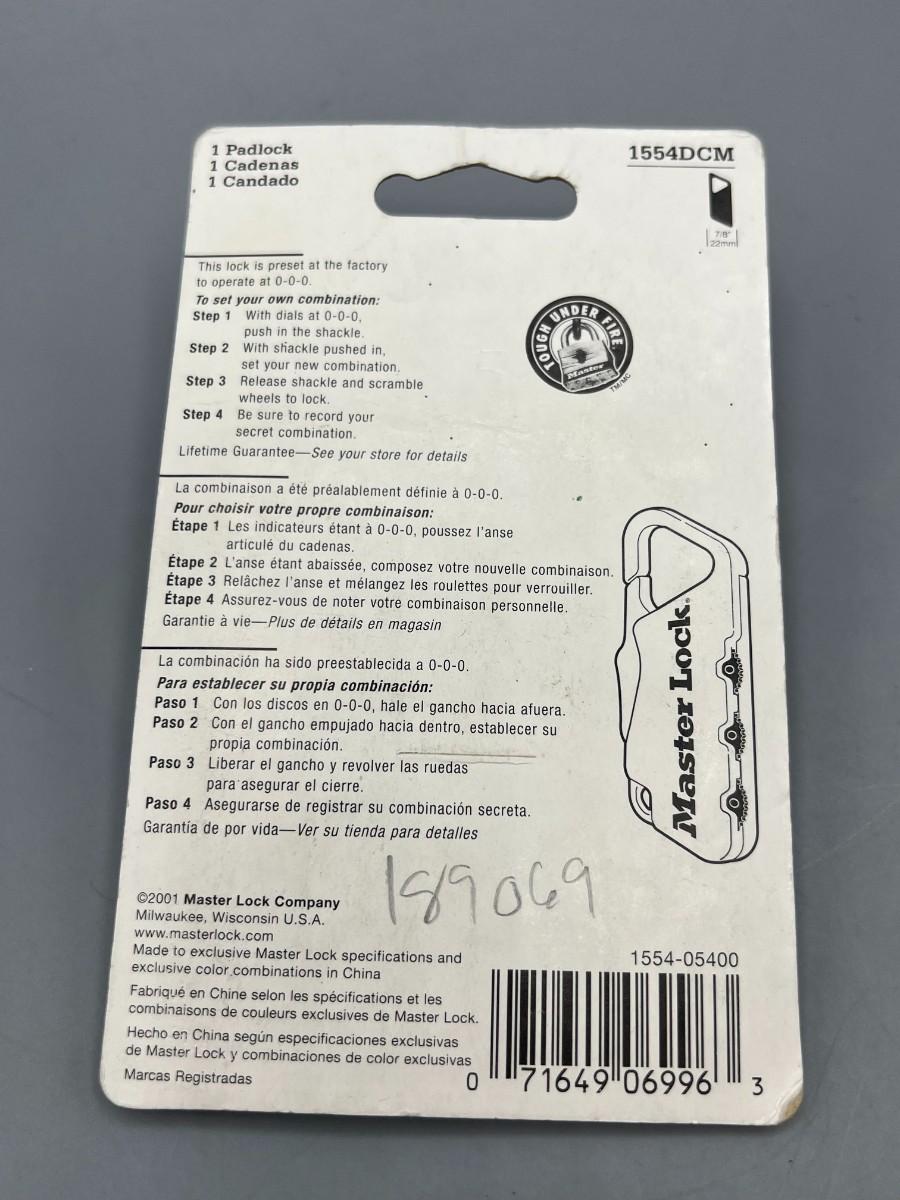 1 Padlock
1 Cadenas
1 Candado
1554DCM
7/8"
22mm
This lock is preset at the factory
to operate at 0-0-0.
To set your own combination:
Step 1 With dials at 0-0-0,
push in the shackle.
Step 2 With shackle pushed in,
set your new combination.
Step 3 Release shackle and scramble
wheels to lock.
Step 4 Be sure to record your
secret combination.
Lifetime Guarantee—See your store for details
TOUGH UNDER FIRE.
Master
TM/MC
La combinaison a été préalablement définie à 0-0-0.
Pour choisir votre propre combinaison:
Étape 1 Les indicateurs étant à 0-0-0, poussez l'anse
articulé du cadenas.
Étape 2 L'anse étant abaissée, composez votre nouvelle combinaison.
Étape 3 Relâchez l'anse et mélangez les roulettes pour verrouiller.
Étape 4 Assurez-vous de noter votre combinaison personnelle.
Garantie à vie—Plus de détails en magasin
La combinación ha sido preestablecida a 0-0-0.
Para establecer su propia combinación:
Paso 1 Con los discos en 0-0-0, hale el gancho hacia afuera.
Paso 2 Con el gancho empujado hacia dentro, establecer su
propia combinación.
Paso 3 Liberar el gancho y revolver las ruedas
para asegurar el cierre.
Paso 4 Asegurarse de registrar su combinación secreta.
Garantía de por vida—Ver su tienda para detalles
Master Lock®
0
0
0
189069
©2001 Master Lock Company
Milwaukee, Wisconsin U.S.A.
www.masterlock.com
Made to exclusive Master Lock specifications and
exclusive color combinations in China
Fabriqué en Chine selon les spécifications et les
combinaisons de couleurs exclusives de Master Lock.
Hecho en China según especificaciones exclusivas
de Master Lock y combinaciones de color exclusivas
Marcas Registradas
1554-05400
0 71649 06996 3